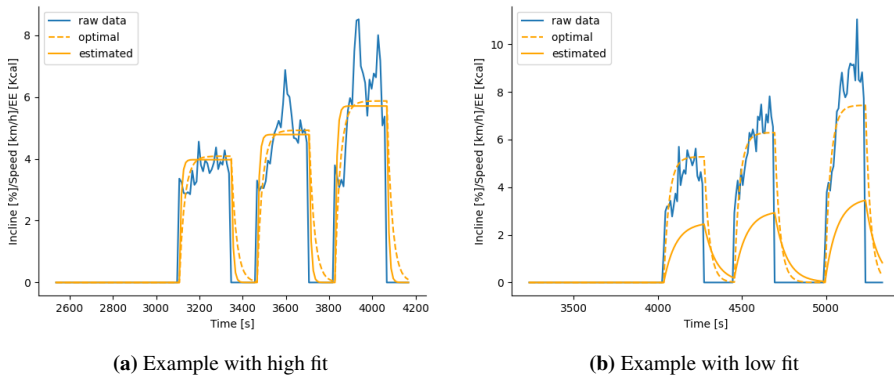 raw data
optimal
estimated
Incline [%]/Speed [km/h]/EE [Kcal]
8
6
4
2
0
2600 2800 3000 3200 3400 3600 3800 4000 4200
Time [s]
(a) Example with high fit
raw data
optimal
estimated
Incline [%]/Speed [km/h]/EE [Kcal]
10
8
6
4
2
0
3500 4000 4500 5000
Time [s]
(b) Example with low fit